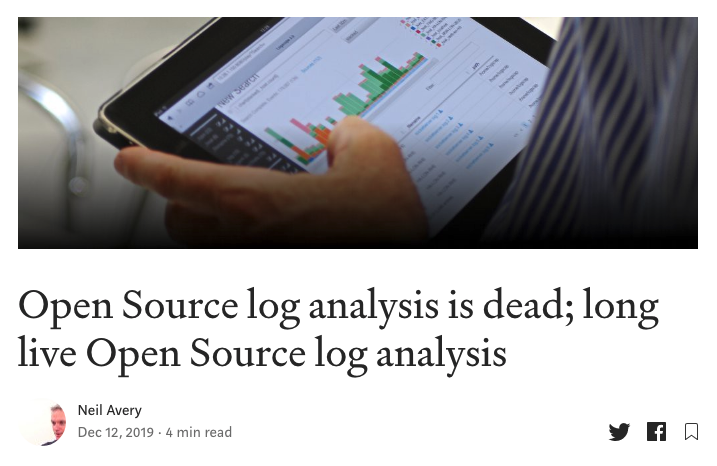 New Search
Open Source log analysis is dead; long
live Open Source log analysis
Neil Avery
Dec 12, 2019 · 4 min read